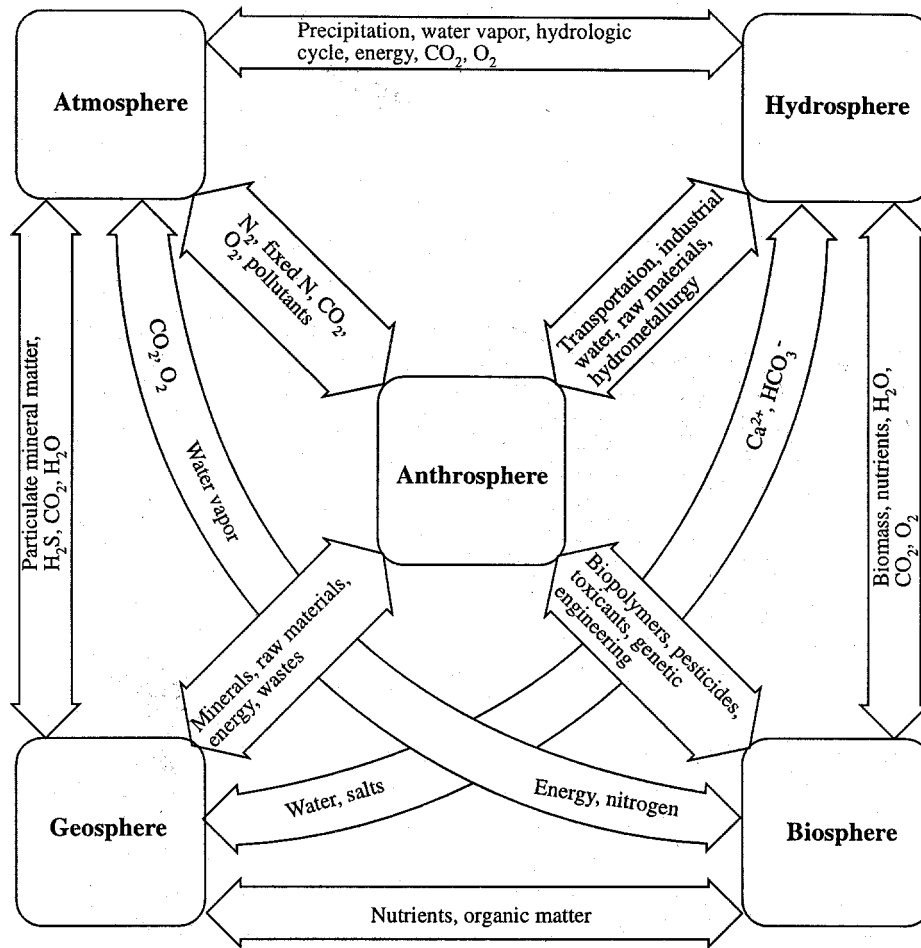 Precipitation, water vapor, hydrologic
cycle, energy, CO₂, O₂
Atmosphere
Hydrosphere
N₂, fixed N, CO₂,
O₂, pollutants
Transportation, industrial
water, raw materials,
hydrometallurgy
Particulate mineral matter,
H₂S, CO₂, H₂O
CO₂, O₂
Water vapor
Ca²⁺, HCO₃⁻
Biomass, nutrients, H₂O,
CO₂, O₂
Anthrosphere
Minerals, raw materials,
energy, wastes
Biopolymers, pesticides,
toxicants, genetic
engineering
Water, salts
Energy, nitrogen
Geosphere
Biosphere
Nutrients, organic matter